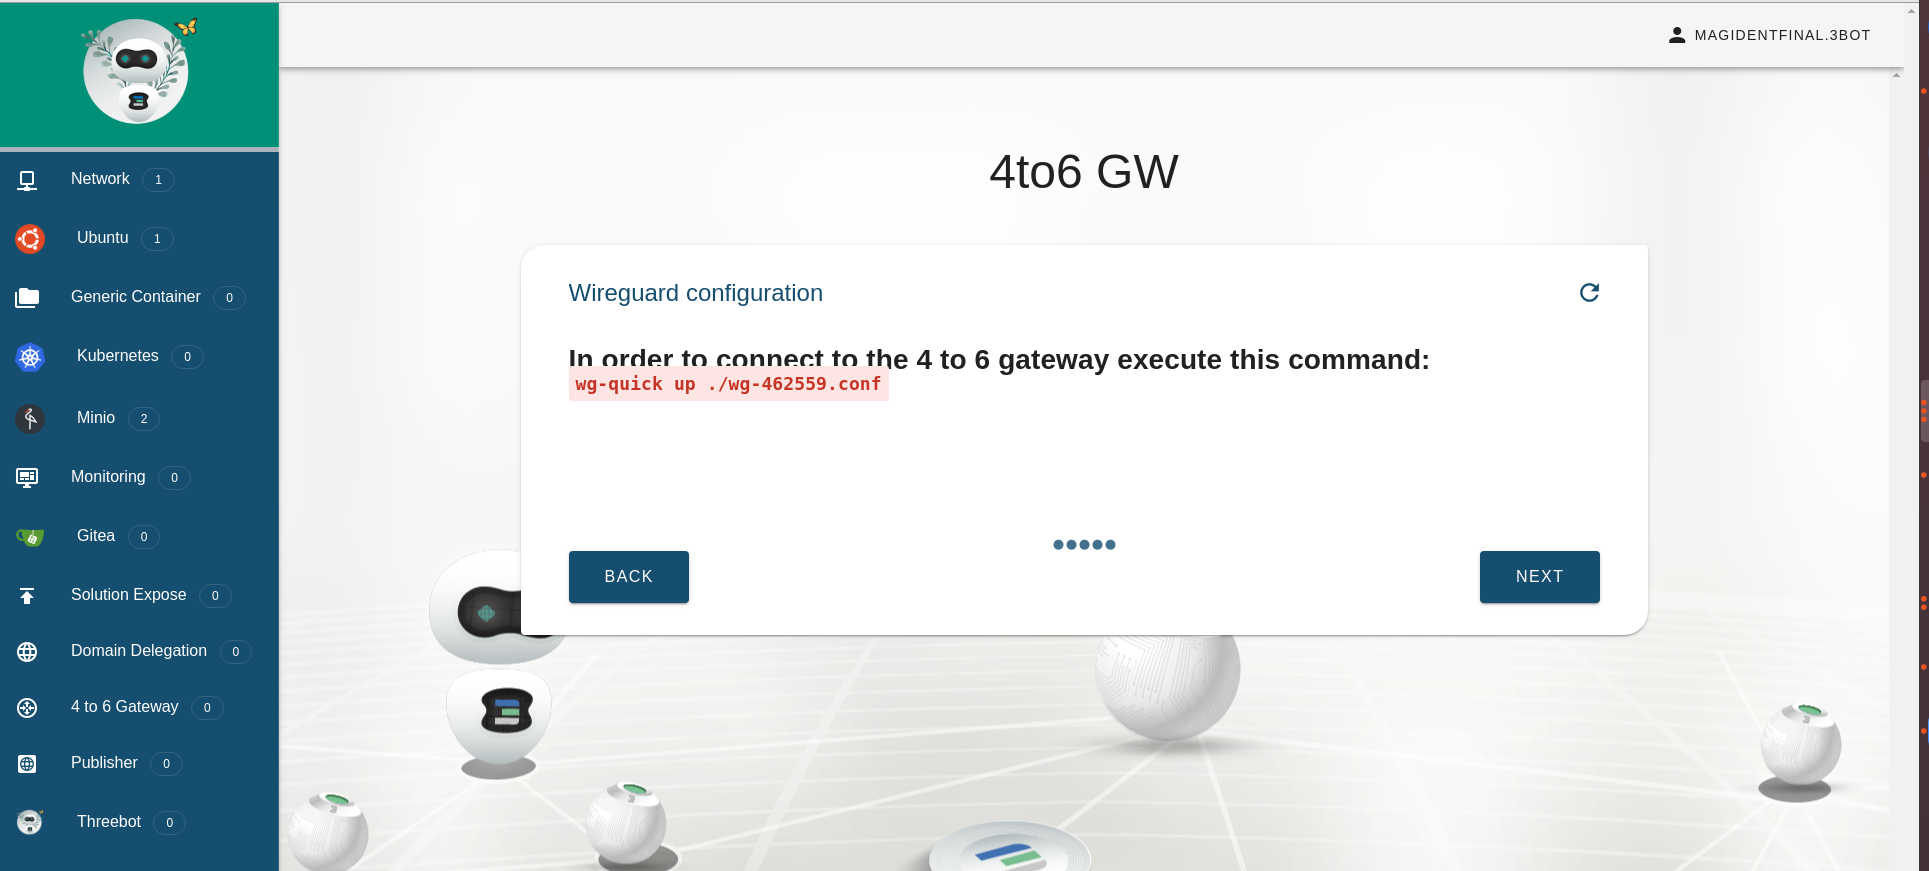 MAGIDENTFINAL.3BOT
Network 1
Ubuntu 1
Generic Container 0
Kubernetes 0
Minio 2
Monitoring 0
Gitea 0
Solution Expose 0
Domain Delegation 0
4 to 6 Gateway 0
Publisher 0
Threebot 0
4to6 GW
Wireguard configuration
In order to connect to the 4 to 6 gateway execute this command:
wg-quick up ./wg-462559.conf
BACK
NEXT